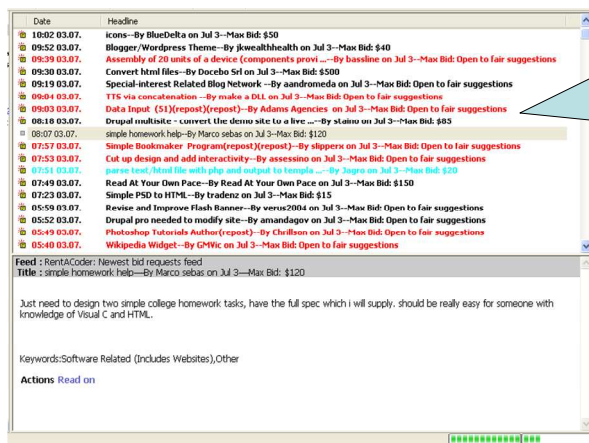 Date Headline
10:02 03.07. icons--By BlueDelta on Jul 3--Max Bid: $50
09:52 03.07. Blogger/Wordpress Theme--By jkwealthhealth on Jul 3--Max Bid: $40
09:39 03.07. Assembly of 20 units of a device (components provi ...--By bassline on Jul 3--Max Bid: Open to fair suggestions
09:30 03.07. Convert html files--By Docebo Srl on Jul 3--Max Bid: $500
09:19 03.07. Special-interest Related Blog Network --By aandromeda on Jul 3--Max Bid: Open to fair suggestions
09:04 03.07. TTS via concatenation --By make a DLL on Jul 3--Max Bid: Open to fair suggestions
09:03 03.07. Data Input (51)(repost)(repost)--By Adams Agencies on Jul 3--Max Bid: Open to fair suggestions
08:18 03.07. Drupal multisite - convert the demo site to a live ...--By staino on Jul 3--Max Bid: $85
08:07 03.07. simple homework help--By Marco sebas on Jul 3--Max Bid: $120
07:57 03.07. Simple Bookmaker Program(repost)(repost)--By slipperx on Jul 3--Max Bid: Open to fair suggestions
07:53 03.07. Cut up design and add interactivity--By assessino on Jul 3--Max Bid: Open to fair suggestions
07:51 03.07. parse text/html file with php and output to templa ...--By Jogro on Jul 3--Max Bid: $20
07:49 03.07. Read At Your Own Pace--By Read At Your Own Pace on Jul 3--Max Bid: $150
07:23 03.07. Simple PSD to HTML--By tradenz on Jul 3--Max Bid: $15
05:59 03.07. Revise and Improve Flash Banner--By verus2004 on Jul 3--Max Bid: Open to fair suggestions
05:52 03.07. Drupal pro needed to modify site--By amandagov on Jul 3--Max Bid: Open to fair suggestions
05:49 03.07. Photoshop Tutorials Author(repost)--By Chrillson on Jul 3--Max Bid: Open to fair suggestions
05:40 03.07. Wikipedia Widget--By GMVic on Jul 3--Max Bid: Open to fair suggestions
Feed : RentACoder: Newest bid requests feed
Title : simple homework help—By Marco sebas on Jul 3—Max Bid: $120
Just need to design two simple college homework tasks, have the full spec which i will supply. should be really easy for someone with
knowledge of Visual C and HTML.
Keywords:Software Related (Includes Websites),Other
Actions Read on